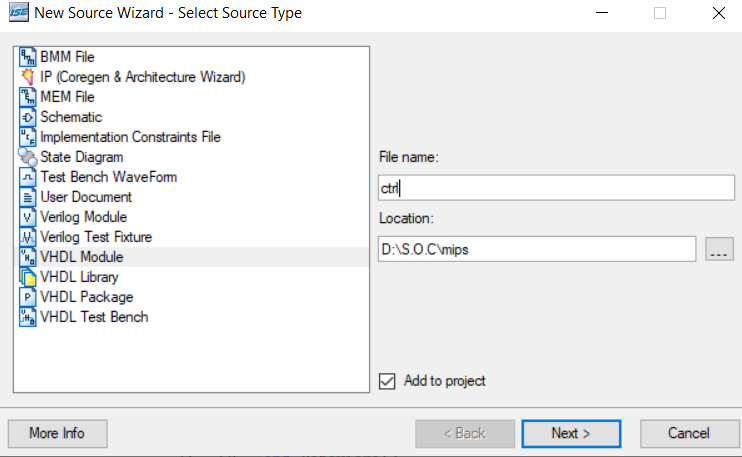 ISE New Source Wizard - Select Source Type
BMM File
IP (Coregen & Architecture Wizard)
MEM File
Schematic
Implementation Constraints File
State Diagram
Test Bench WaveForm
User Document
Verilog Module
Verilog Test Fixture
VHDL Module
VHDL Library
VHDL Package
VHDL Test Bench
File name:
ctrl
Location:
D:\S.O.C\mips
...
Add to project
More Info
< Back
Next >
Cancel